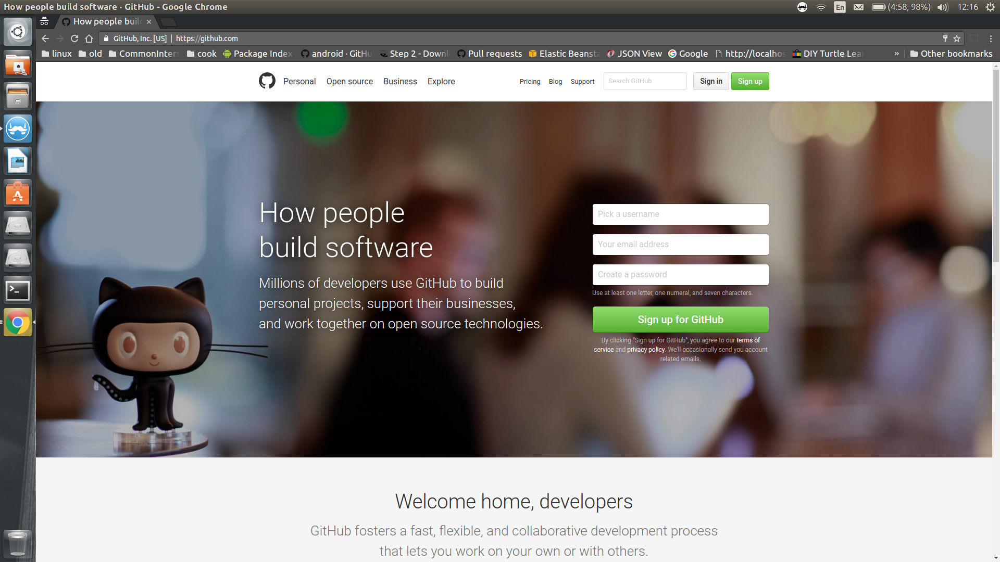 How people build software · GitHub - Google Chrome
En
(4:58, 98%)
12:16
How people buil
GitHub, Inc. [US]
https://github.com
linux
old
CommonInters
cook
Package Index
android · GitHu
Step 2 - Downl
Pull requests
Elastic Beansta
JSON View
Google
http://localhos
DIY Turtle Lear
»
Other bookmarks
Personal
Open source
Business
Explore
Pricing
Blog
Support
Search GitHub
Sign in
Sign up
How people
build software
Millions of developers use GitHub to build
personal projects, support their businesses,
and work together on open source technologies.
Pick a username
Your email address
Create a password
Use at least one letter, one numeral, and seven characters.
Sign up for GitHub
By clicking "Sign up for GitHub", you agree to our terms of
service and privacy policy. We'll occasionally send you account
related emails.
Welcome home, developers
GitHub fosters a fast, flexible, and collaborative development process
that lets you work on your own or with others.